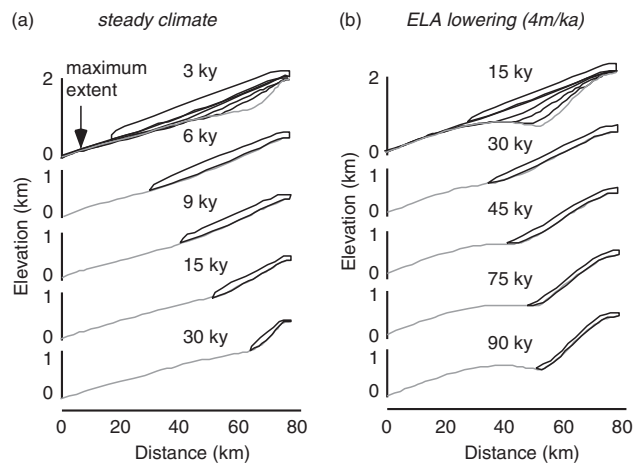 (a) steady climate
maximum
extent
3 ky
6 ky
9 ky
15 ky
30 ky
2
0
1
0
1
0
1
0
1
0
Elevation (km)
0 20 40 60 80
Distance (km)
(b) ELA lowering (4m/ka)
15 ky
30 ky
45 ky
75 ky
90 ky
2
0
1
0
1
0
1
0
1
0
Elevation (km)
0 20 40 60 80
Distance (km)